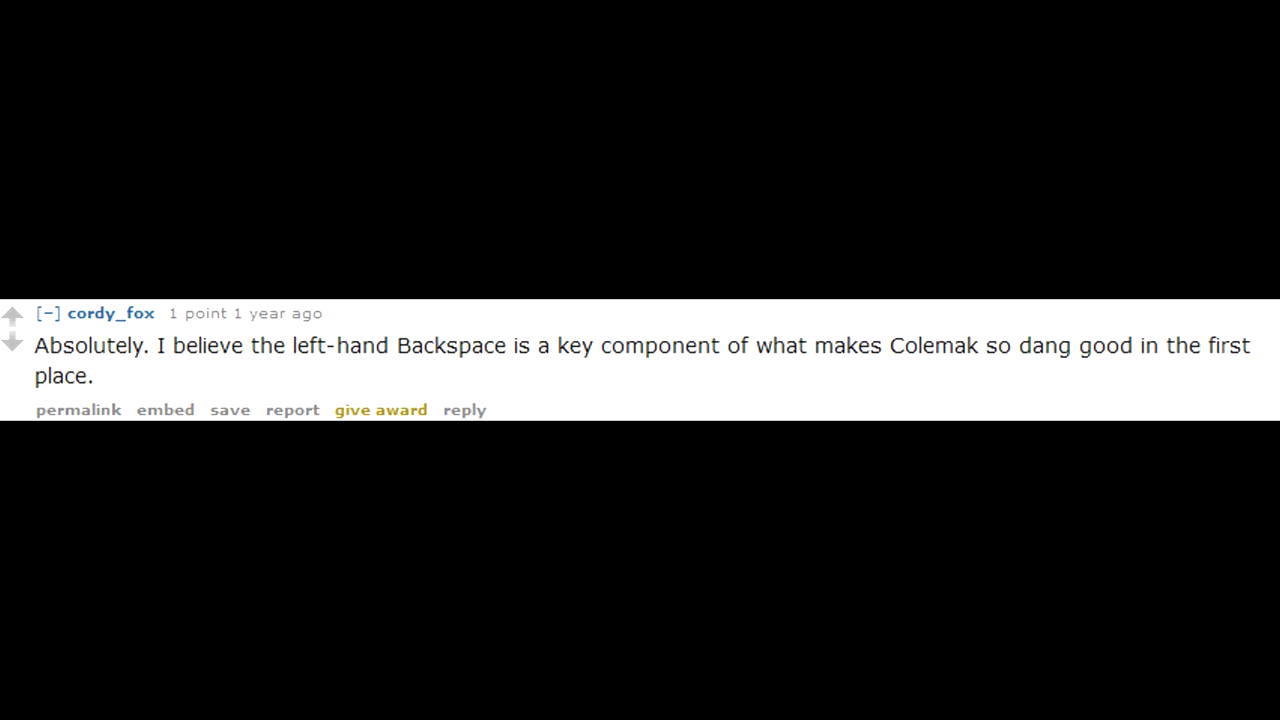 [–] cordy_fox 1 point 1 year ago
Absolutely. I believe the left-hand Backspace is a key component of what makes Colemak so dang good in the first
place.
permalink embed save report give award reply